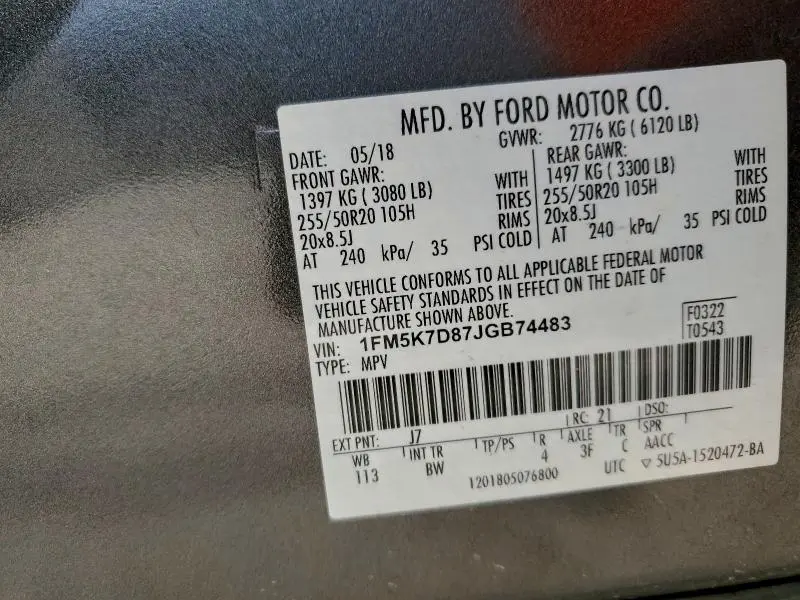 MFD. BY FORD MOTOR CO.
DATE: 05/18 GVWR: 2776 KG ( 6120 LB)
FRONT GAWR: REAR GAWR:
1397 KG ( 3080 LB) WITH 1497 KG ( 3300 LB) WITH
255/50R20 105H TIRES 255/50R20 105H TIRES
20x8.5J RIMS 20x8.5J RIMS
AT 240 kPa/ 35 PSI COLD AT 240 kPa/ 35 PSI COLD
THIS VEHICLE CONFORMS TO ALL APPLICABLE FEDERAL MOTOR
VEHICLE SAFETY STANDARDS IN EFFECT ON THE DATE OF
MANUFACTURE SHOWN ABOVE.
VIN: 1FM5K7D87JGB74483 F0322
TYPE: MPV T0543
EXT PNT: J7 RC: 21 DSO:
WB INT TR TP/PS R AXLE TR SPR
113 BW 4 3F C AACC
1201805076800 UTC ▽ 5U5A-1520472-BA